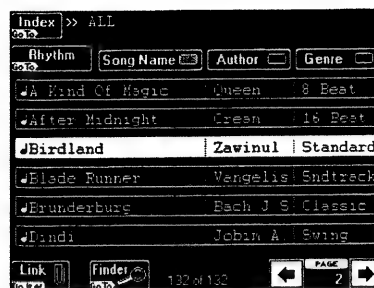 Index >> ALL
Go To
Rhythm Song Name Author Genre
Go To
A Kind Of Magic Queen 8 Beat
After Midnight Cream 16 Beat
Birdland Zawinul Standard
Blade Runner Vangelis Sndtrack
Brunderburg Bach J S Classic
Dindi Jobim A Swing
Link Finder 132 of 132 PAGE
Go To 2